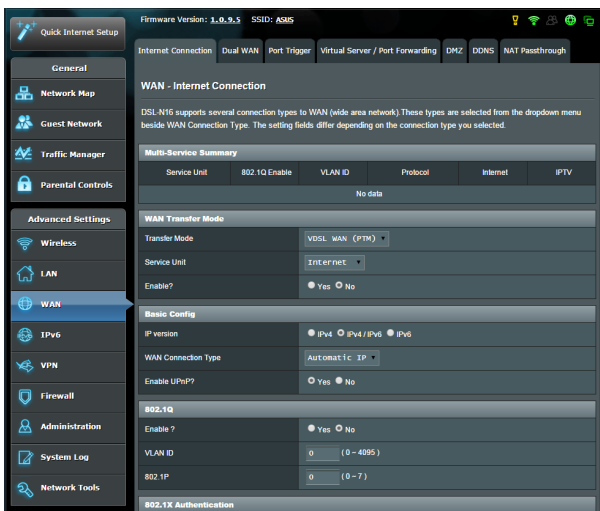 Quick Internet Setup
General
Network Map
Guest Network
Traffic Manager
Parental Controls
Advanced Settings
Wireless
LAN
WAN
IPv6
VPN
Firewall
Administration
System Log
Network Tools
Firmware Version: 1.0.9.5 SSID: ASUS
Internet Connection Dual WAN Port Trigger Virtual Server / Port Forwarding DMZ DDNS NAT Passthrough
WAN - Internet Connection
DSL-N16 supports several connection types to WAN (wide area network).These types are selected from the dropdown menu
beside WAN Connection Type. The setting fields differ depending on the connection type you selected.
Multi-Service Summary
Service Unit 802.1Q Enable VLAN ID Protocol Internet IPTV
No data
WAN Transfer Mode
Transfer Mode VDSL WAN (PTM)
Service Unit Internet
Enable? Yes No
Basic Config
IP version IPv4 IPv4 / IPv6 IPv6
WAN Connection Type Automatic IP
Enable UPnP? Yes No
802.1Q
Enable ? Yes No
VLAN ID 0 ( 0 ~ 4095 )
802.1P 0 ( 0 ~ 7 )
802.1X Authentication